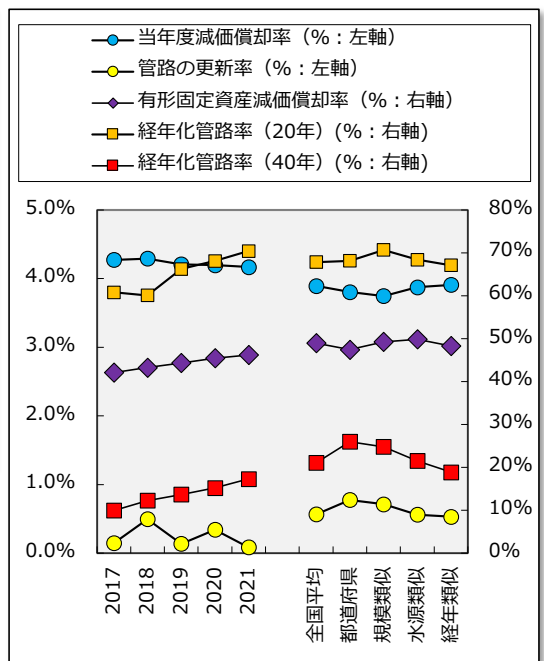 当年度減価償却率（%：左軸）
管路の更新率（%：左軸）
有形固定資産減価償却率（%：右軸）
経年化管路率（20年）(%：右軸)
経年化管路率（40年）(%：右軸)
5.0%
4.0%
3.0%
2.0%
1.0%
0.0%
80%
70%
60%
50%
40%
30%
20%
10%
0%
2017
2018
2019
2020
2021
全国平均
都道府県
規模類似
水源類似
経年類似